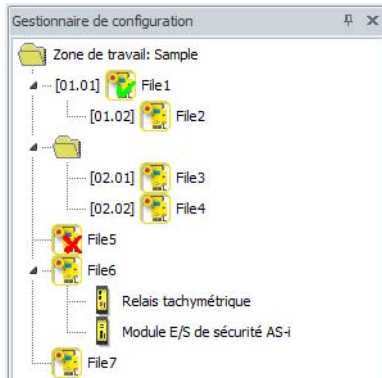 Gestionnaire de configuration
Zone de travail: Sample
[01.01] File1
[01.02] File2
[02.01] File3
[02.02] File4
File5
File6
Relais tachymétrique
Module E/S de sécurité AS-i
File7